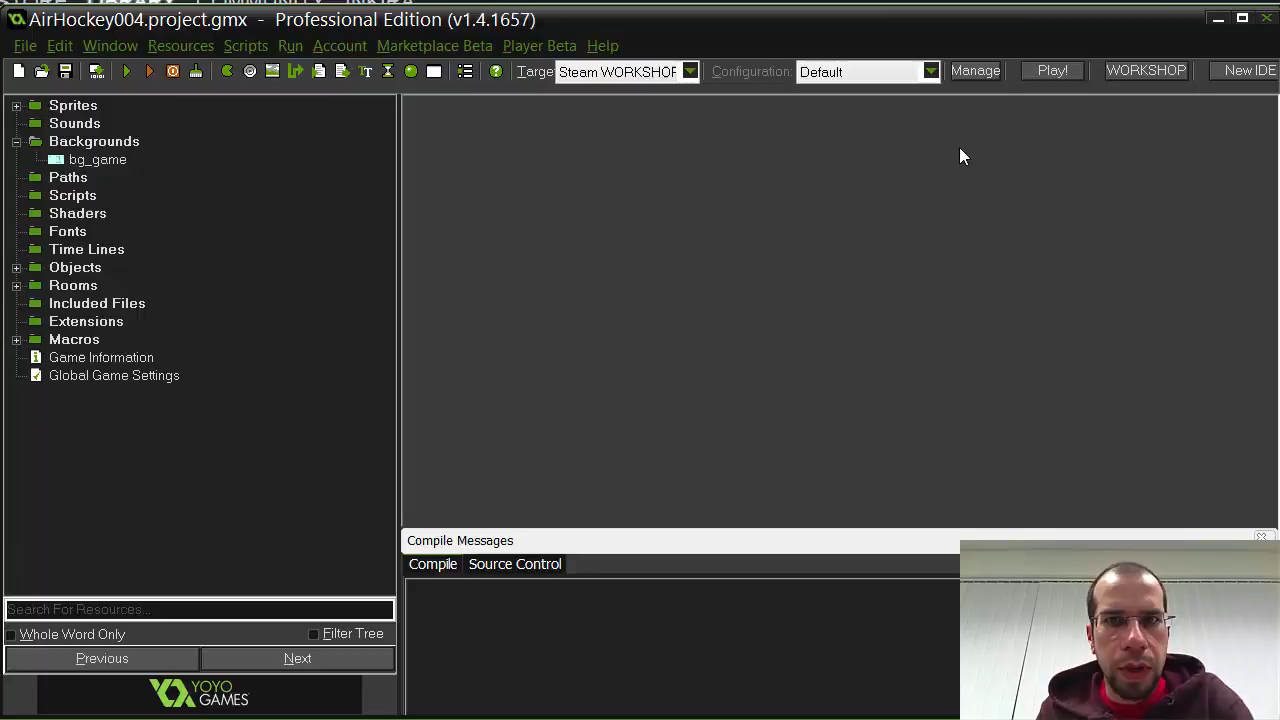 AirHockey004.project.gmx - Professional Edition (v1.4.1657)
File Edit Window Resources Scripts Run Account Marketplace Beta Player Beta Help
Target Steam WORKSHOP Configuration: Default Manage Play! WORKSHOP New IDE
Sprites
Sounds
Backgrounds
bg_game
Paths
Scripts
Shaders
Fonts
Time Lines
Objects
Rooms
Included Files
Extensions
Macros
Game Information
Global Game Settings
Compile Messages
Compile Source Control
Search For Resources...
Whole Word Only Filter Tree
Previous Next
YOYO
GAMES